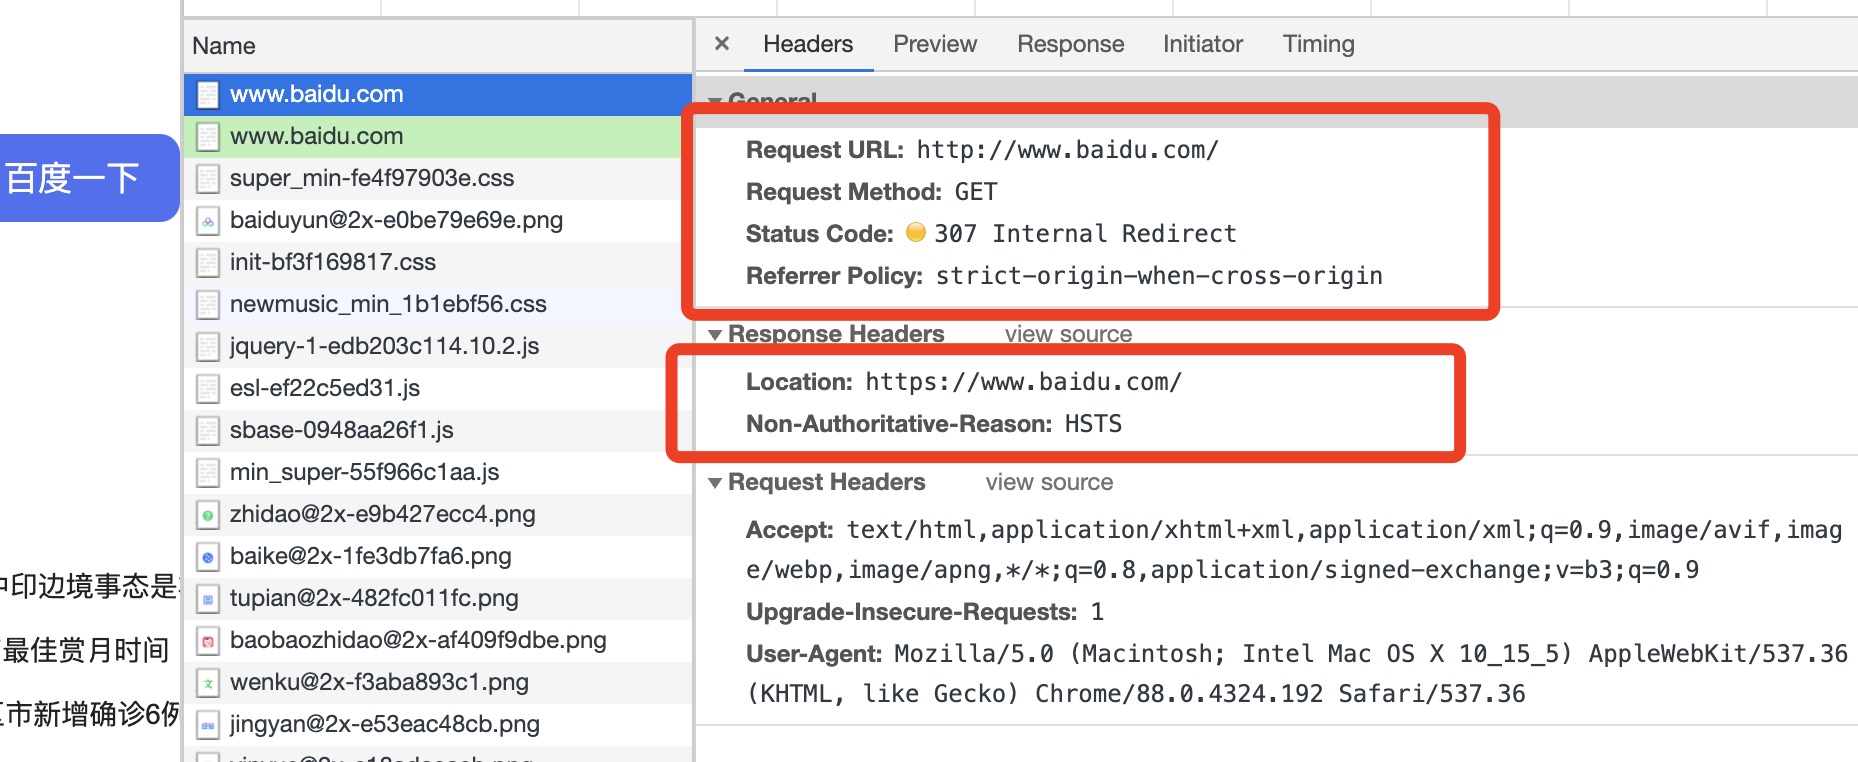 百度一下
中印边境事态是
最佳赏月时间
市新增确诊6例
Name
www.baidu.com
www.baidu.com
super_min-fe4f97903e.css
baiduyun@2x-e0be79e69e.png
init-bf3f169817.css
newmusic_min_1b1ebf56.css
jquery-1-edb203c114.10.2.js
esl-ef22c5ed31.js
sbase-0948aa26f1.js
min_super-55f966c1aa.js
zhidao@2x-e9b427ecc4.png
baike@2x-1fe3db7fa6.png
tupian@2x-482fc011fc.png
baobaozhidao@2x-af409f9dbe.png
wenku@2x-f3aba893c1.png
jingyan@2x-e53eac48cb.png
× Headers Preview Response Initiator Timing
General
Request URL: http://www.baidu.com/
Request Method: GET
Status Code: 307 Internal Redirect
Referrer Policy: strict-origin-when-cross-origin
Response Headers view source
Location: https://www.baidu.com/
Non-Authoritative-Reason: HSTS
Request Headers view source
Accept: text/html,application/xhtml+xml,application/xml;q=0.9,image/avif,imag
e/webp,image/apng,*/*;q=0.8,application/signed-exchange;v=b3;q=0.9
Upgrade-Insecure-Requests: 1
User-Agent: Mozilla/5.0 (Macintosh; Intel Mac OS X 10_15_5) AppleWebKit/537.36
(KHTML, like Gecko) Chrome/88.0.4324.192 Safari/537.36